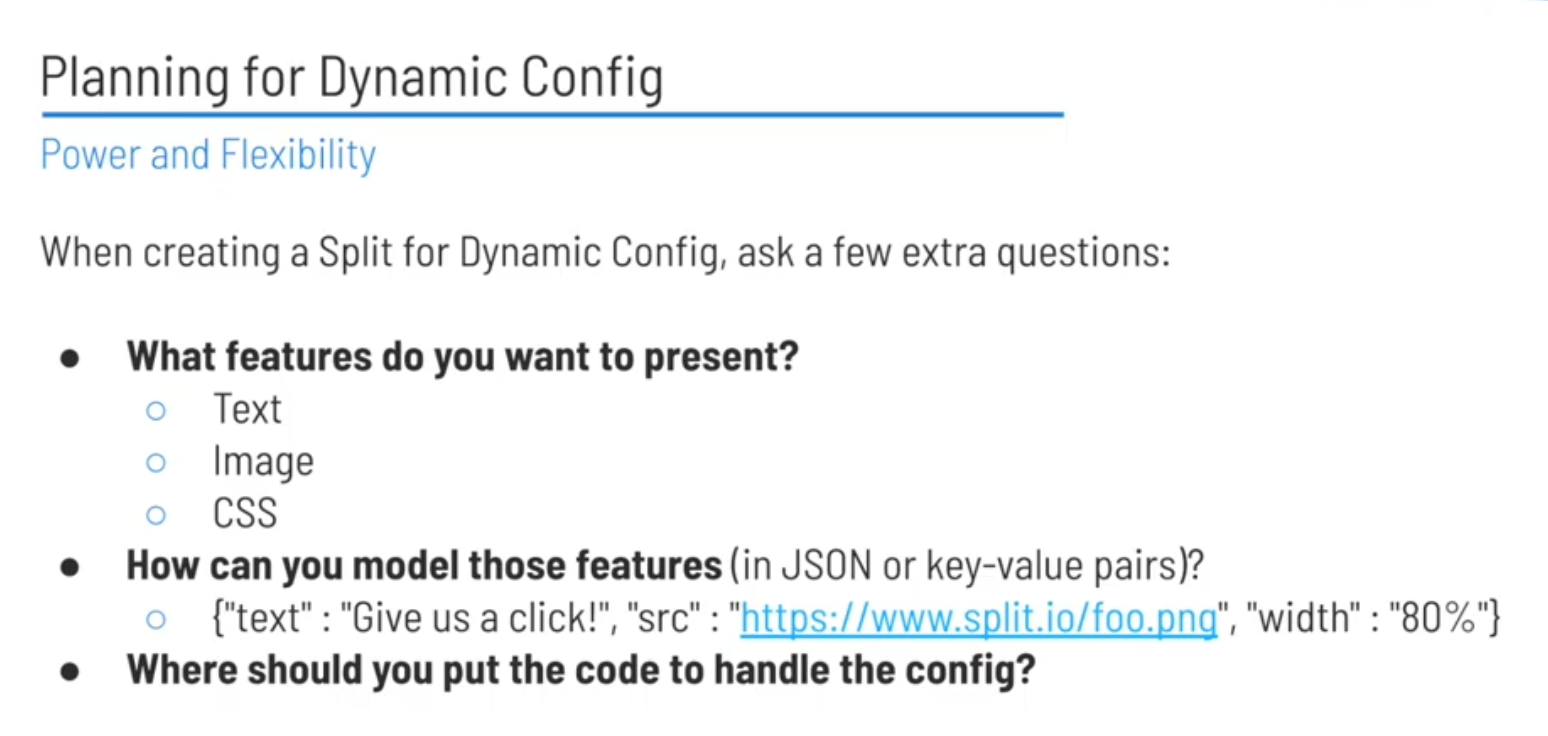 Planning for Dynamic Config
Power and Flexibility
When creating a Split for Dynamic Config, ask a few extra questions:
● What features do you want to present?
○ Text
○ Image
○ CSS
● How can you model those features (in JSON or key-value pairs)?
○ {"text" : "Give us a click!", "src" : "https://www.split.io/foo.png", "width" : "80%"}
● Where should you put the code to handle the config?